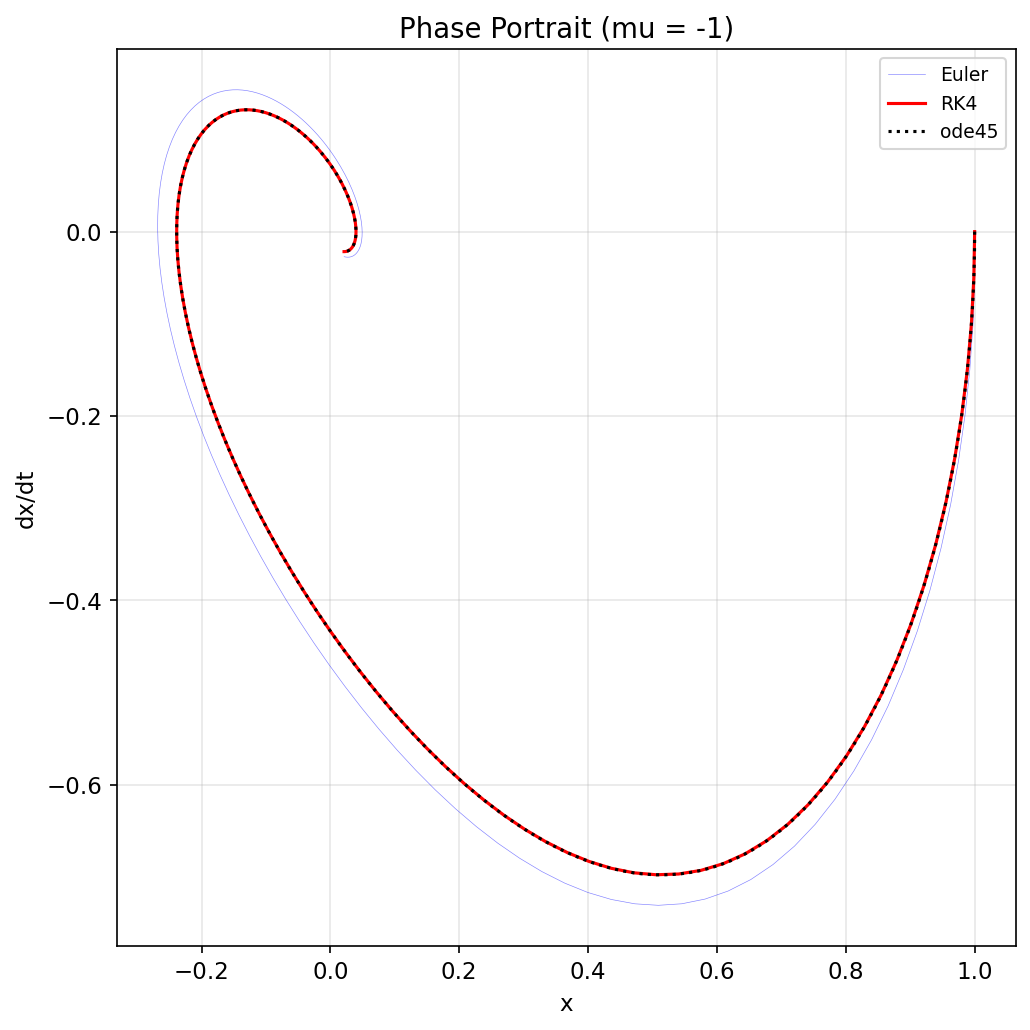 Phase Portrait (mu = -1)
Euler
RK4
ode45
0.0
−0.2
−0.4
−0.6
dx/dt
−0.2 0.0 0.2 0.4 0.6 0.8 1.0
x